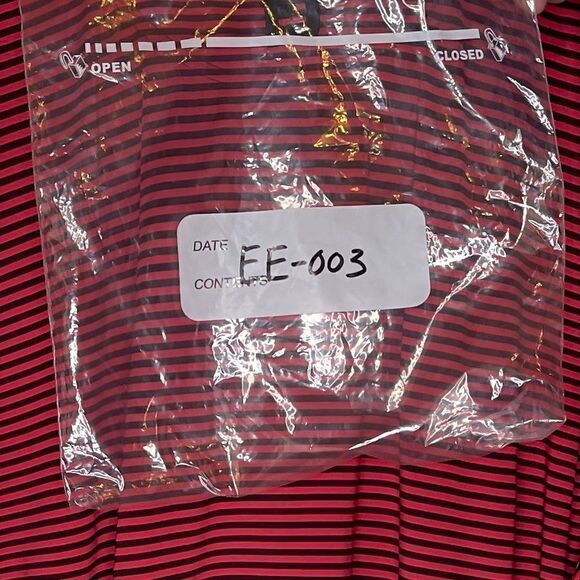 OPEN CLOSED
DATE
EE-003
CONTENTS